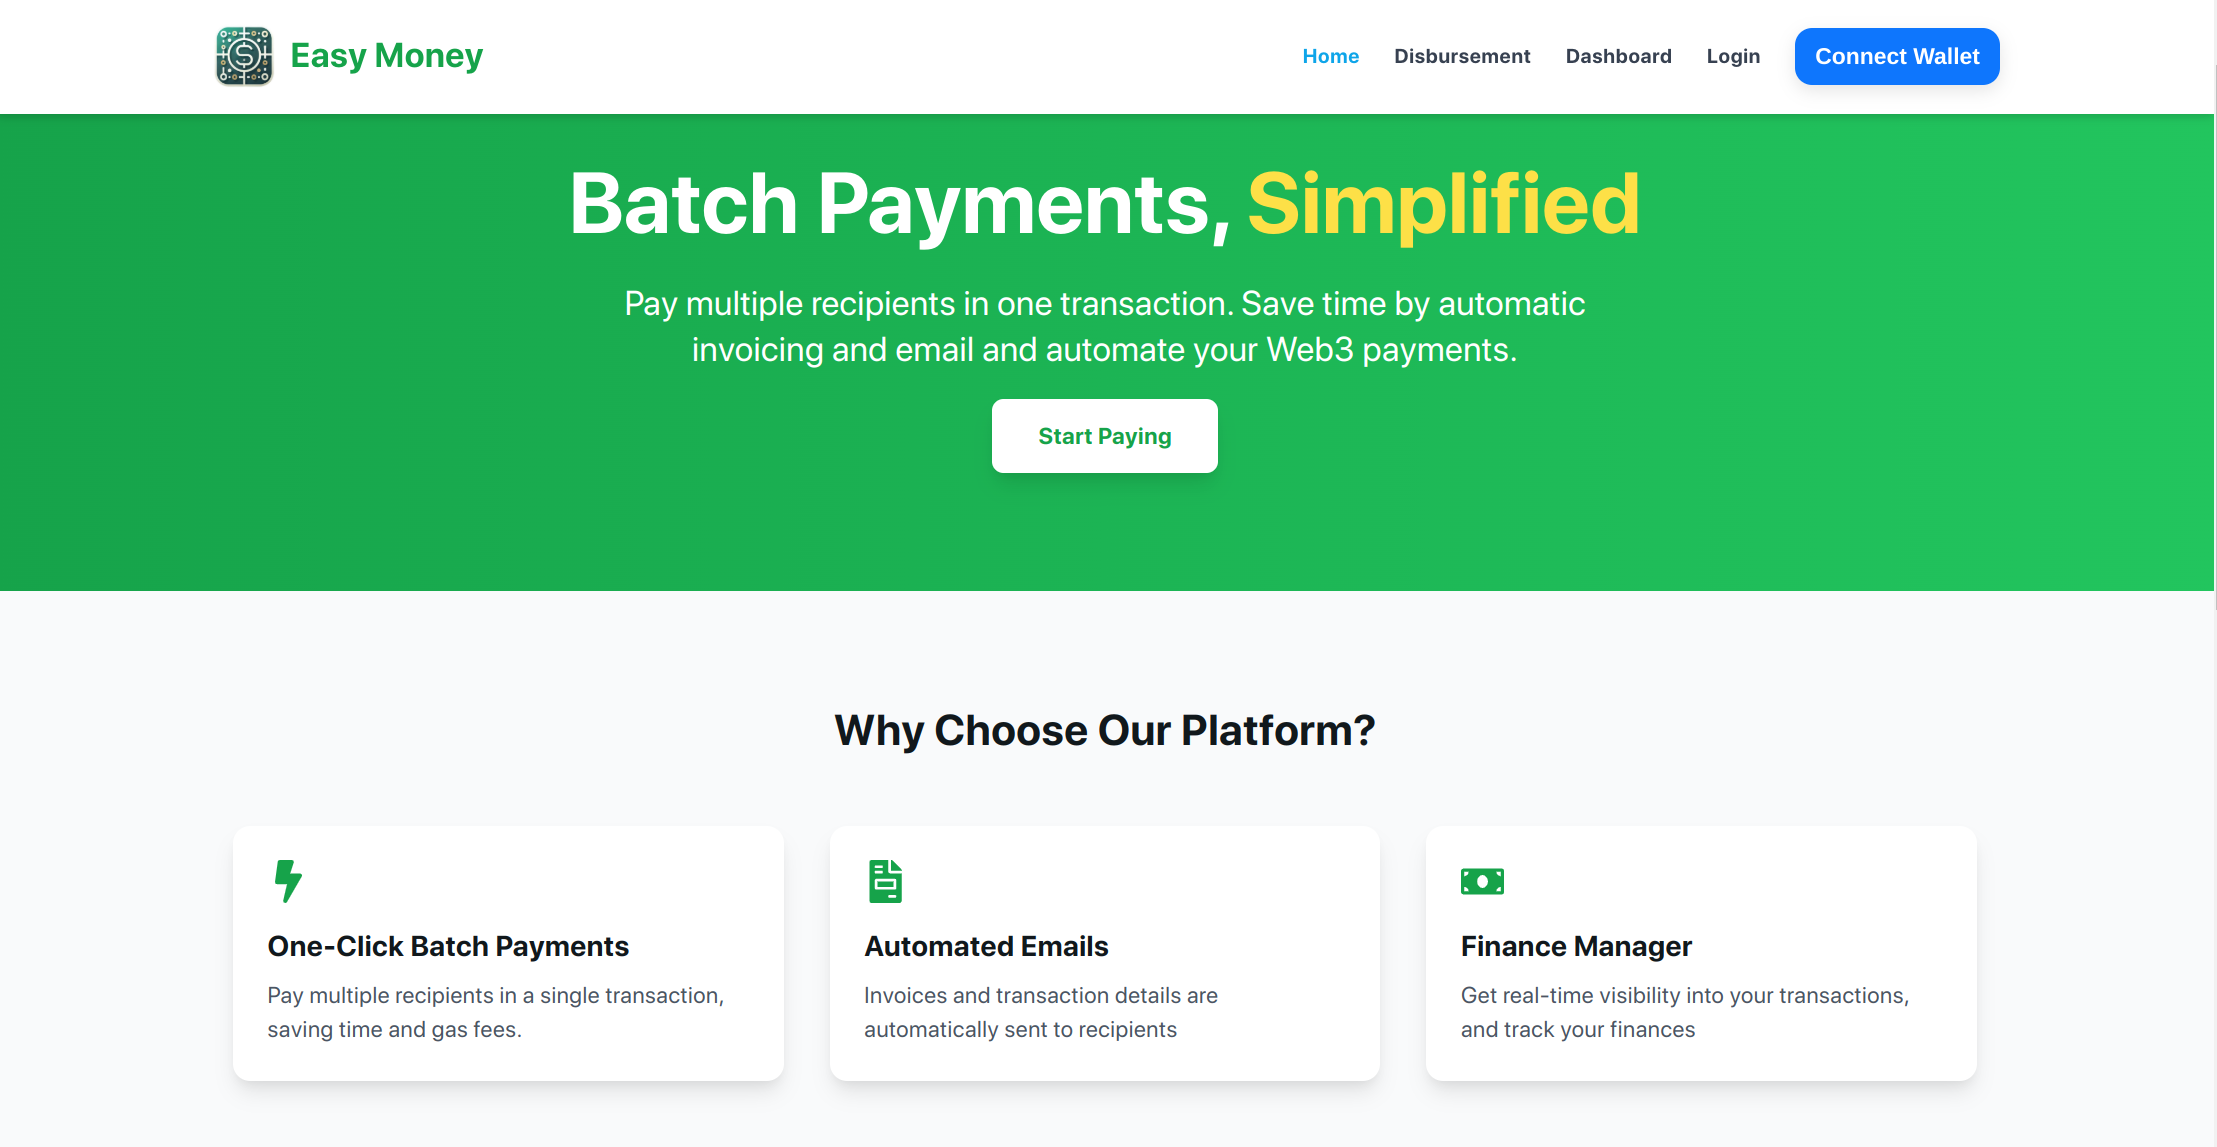 Easy Money
Home
Disbursement
Dashboard
Login
Connect Wallet
Batch Payments, Simplified
Pay multiple recipients in one transaction. Save time by automatic
invoicing and email and automate your Web3 payments.
Start Paying
Why Choose Our Platform?
One-Click Batch Payments
Pay multiple recipients in a single transaction,
saving time and gas fees.
Automated Emails
Invoices and transaction details are
automatically sent to recipients
Finance Manager
Get real-time visibility into your transactions,
and track your finances